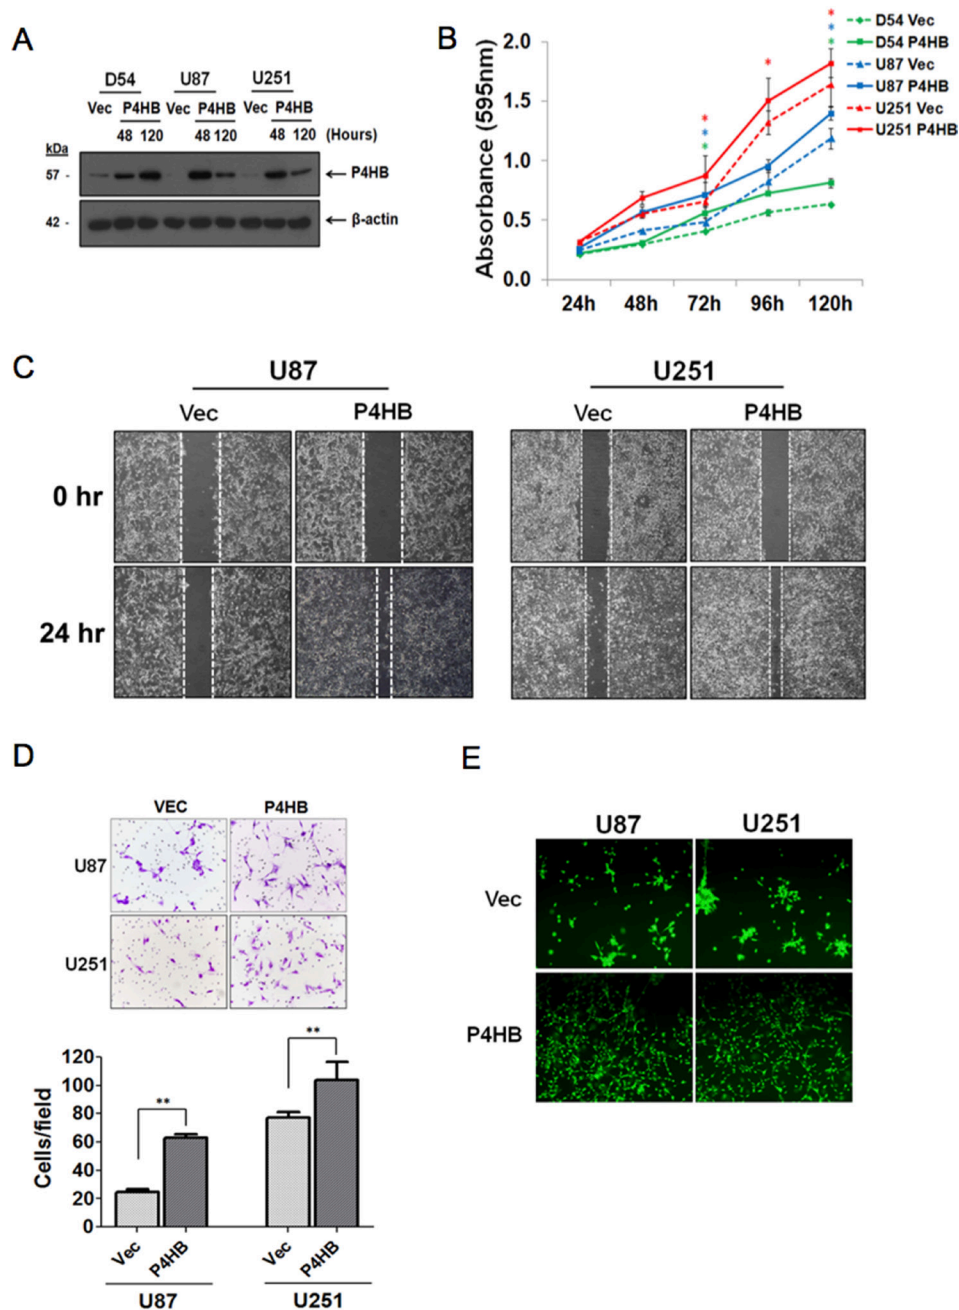 A
D54 U87 U251
Vec P4HB Vec P4HB Vec P4HB
48 120 48 120 48 120 (Hours)
kDa
57 - ← P4HB
42 - ← β-actin
B
Absorbance (595nm)
2.0
1.5
1.0
0.5
0.0
24h 48h 72h 96h 120h
* * *
*
* * *
D54 Vec
D54 P4HB
U87 Vec
U87 P4HB
U251 Vec
U251 P4HB
C
U87 U251
Vec P4HB Vec P4HB
0 hr
24 hr
D
VEC P4HB
U87
U251
Cells/field
120
100
80
60
40
20
0
** **
Vec P4HB Vec P4HB
U87 U251
E
U87 U251
Vec
P4HB